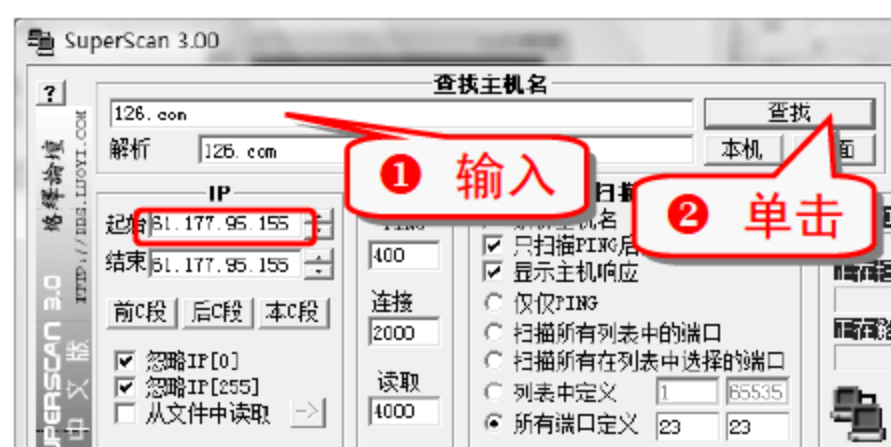 SuperScan 3.00
?
查找主机名
126.com
查找
解析
126.com
本机
面
❶ 输入
❷ 单击
IP
起始 61.177.95.155
结束 61.177.95.155
前C段 后C段 本C段
忽略IP[0]
忽略IP[255]
从文件中读取 ->
400
连接
2000
读取
4000
只扫描PING后
显示主机响应
仅仅PING
扫描所有列表中的端口
扫描所有在列表中选择的端口
列表中定义 1 65535
所有端口定义 23 23
正在
正在
SUPERSCAN 3.0
中文版